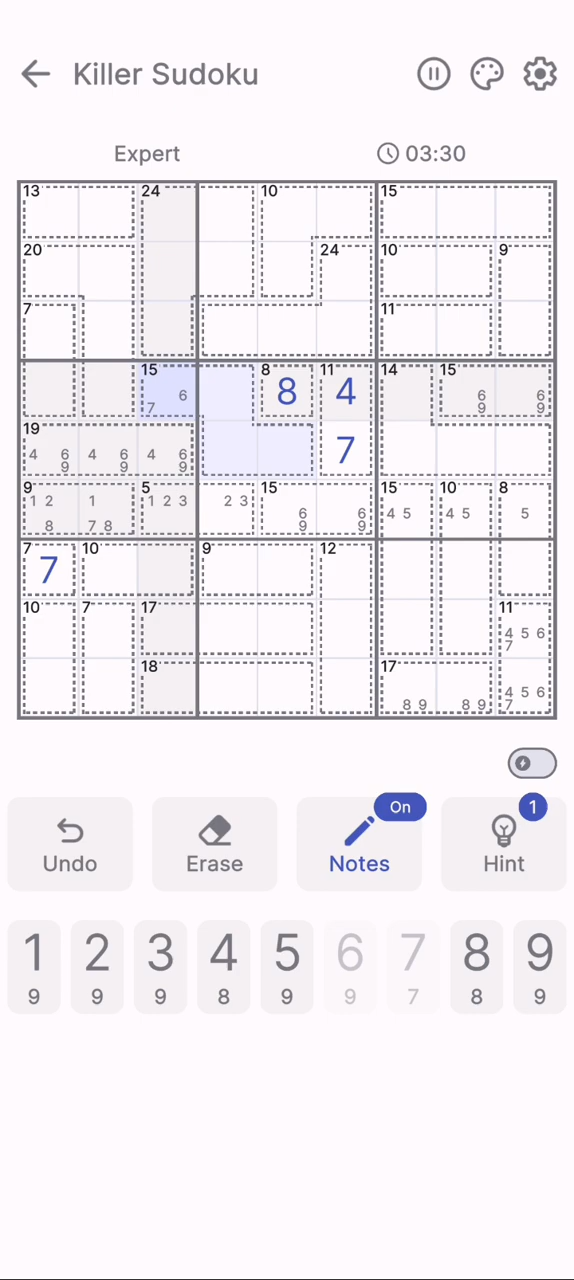 Killer Sudoku
Expert 03:30
13 24 10 15
20 24 10 9
7 11
15 8 11 14 15
6 8 4 6 6
7 9 9
19
4 6 4 6 4 6 7
9 9 9
9 5 15 15 10 8
1 2 1 1 2 3 2 3 6 6 4 5 4 5 5
8 7 8 9 9
7 10 9 12
7
10 7 17 11
4 5 6
7
18 17
8 9 8 9 4 5 6
7
On 1
Undo Erase Notes Hint
1 2 3 4 5 6 7 8 9
9 9 9 8 9 9 7 8 9